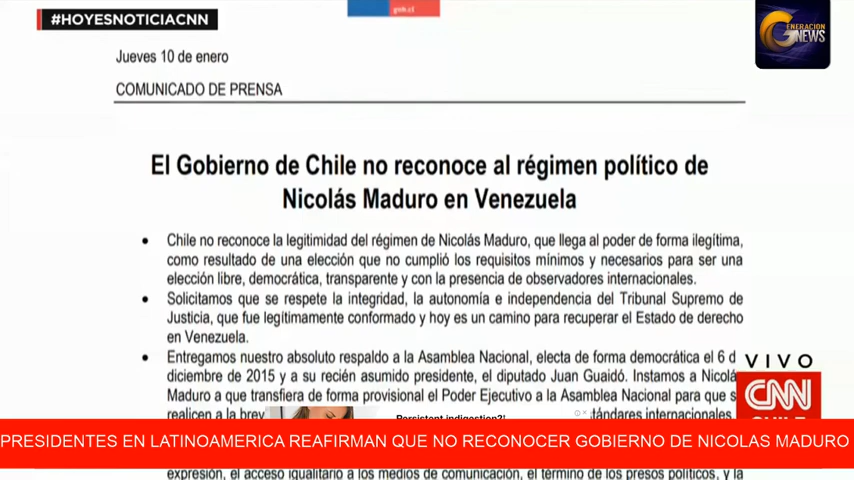 #HOYESNOTICIACNN
gob.cl
GENERACION
NEWS
Jueves 10 de enero
COMUNICADO DE PRENSA
El Gobierno de Chile no reconoce al régimen político de
Nicolás Maduro en Venezuela
• Chile no reconoce la legitimidad del régimen de Nicolás Maduro, que llega al poder de forma ilegítima,
como resultado de una elección que no cumplió los requisitos mínimos y necesarios para ser una
elección libre, democrática, transparente y con la presencia de observadores internacionales.
• Solicitamos que se respete la integridad, la autonomía e independencia del Tribunal Supremo de
Justicia, que fue legítimamente conformado y hoy es un camino para recuperar el Estado de derecho
en Venezuela.
• Entregamos nuestro absoluto respaldo a la Asamblea Nacional, electa de forma democrática el 6 d
diciembre de 2015 y a su recién asumido presidente, el diputado Juan Guaidó. Instamos a Nicolá
Maduro a que transfiera de forma provisional el Poder Ejecutivo a la Asamblea Nacional para que s
realicen a la brev
Persistent indigestion?!
stándares internacionales.
VIVO
CNN
PRESIDENTES EN LATINOAMERICA REAFIRMAN QUE NO RECONOCER GOBIERNO DE NICOLAS MADURO
expresión, el acceso igualitario a los medios de comunicación, el término de los presos políticos, y la